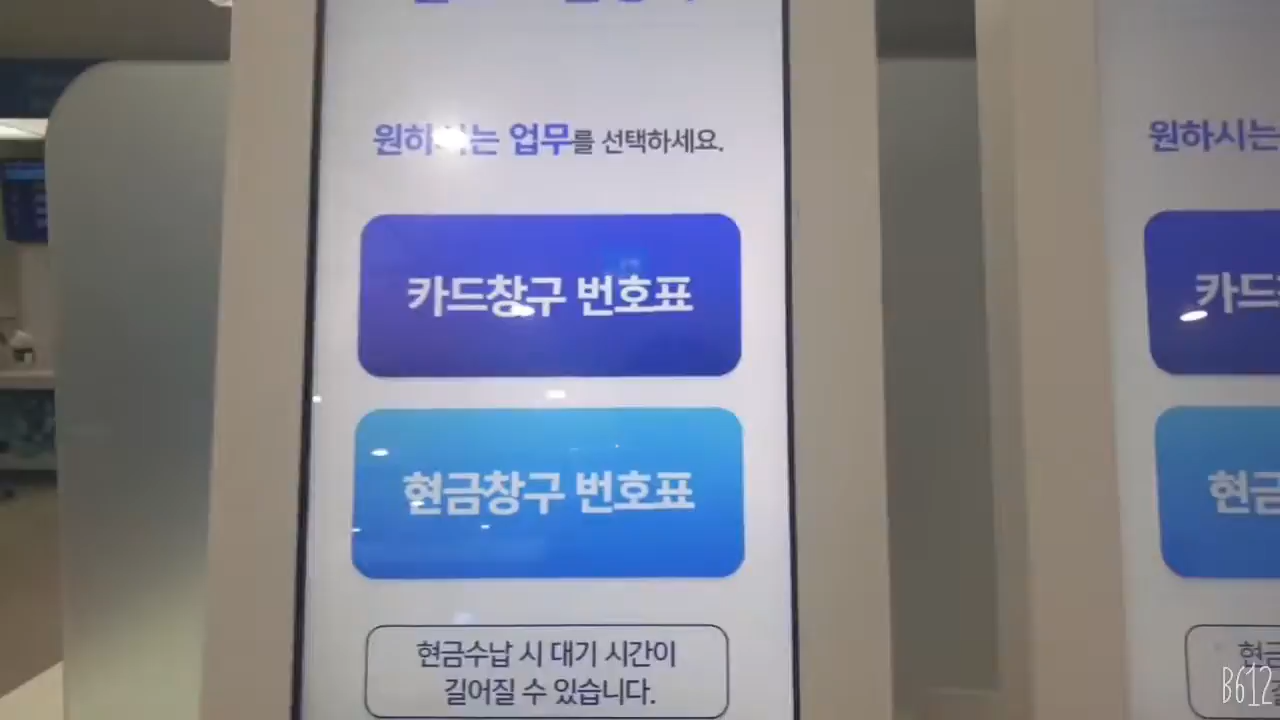 원하시는 업무를 선택하세요.
카드창구 번호표
현금창구 번호표
현금수납 시 대기 시간이
길어질 수 있습니다.
원하시는
카드
현금
현금
B612